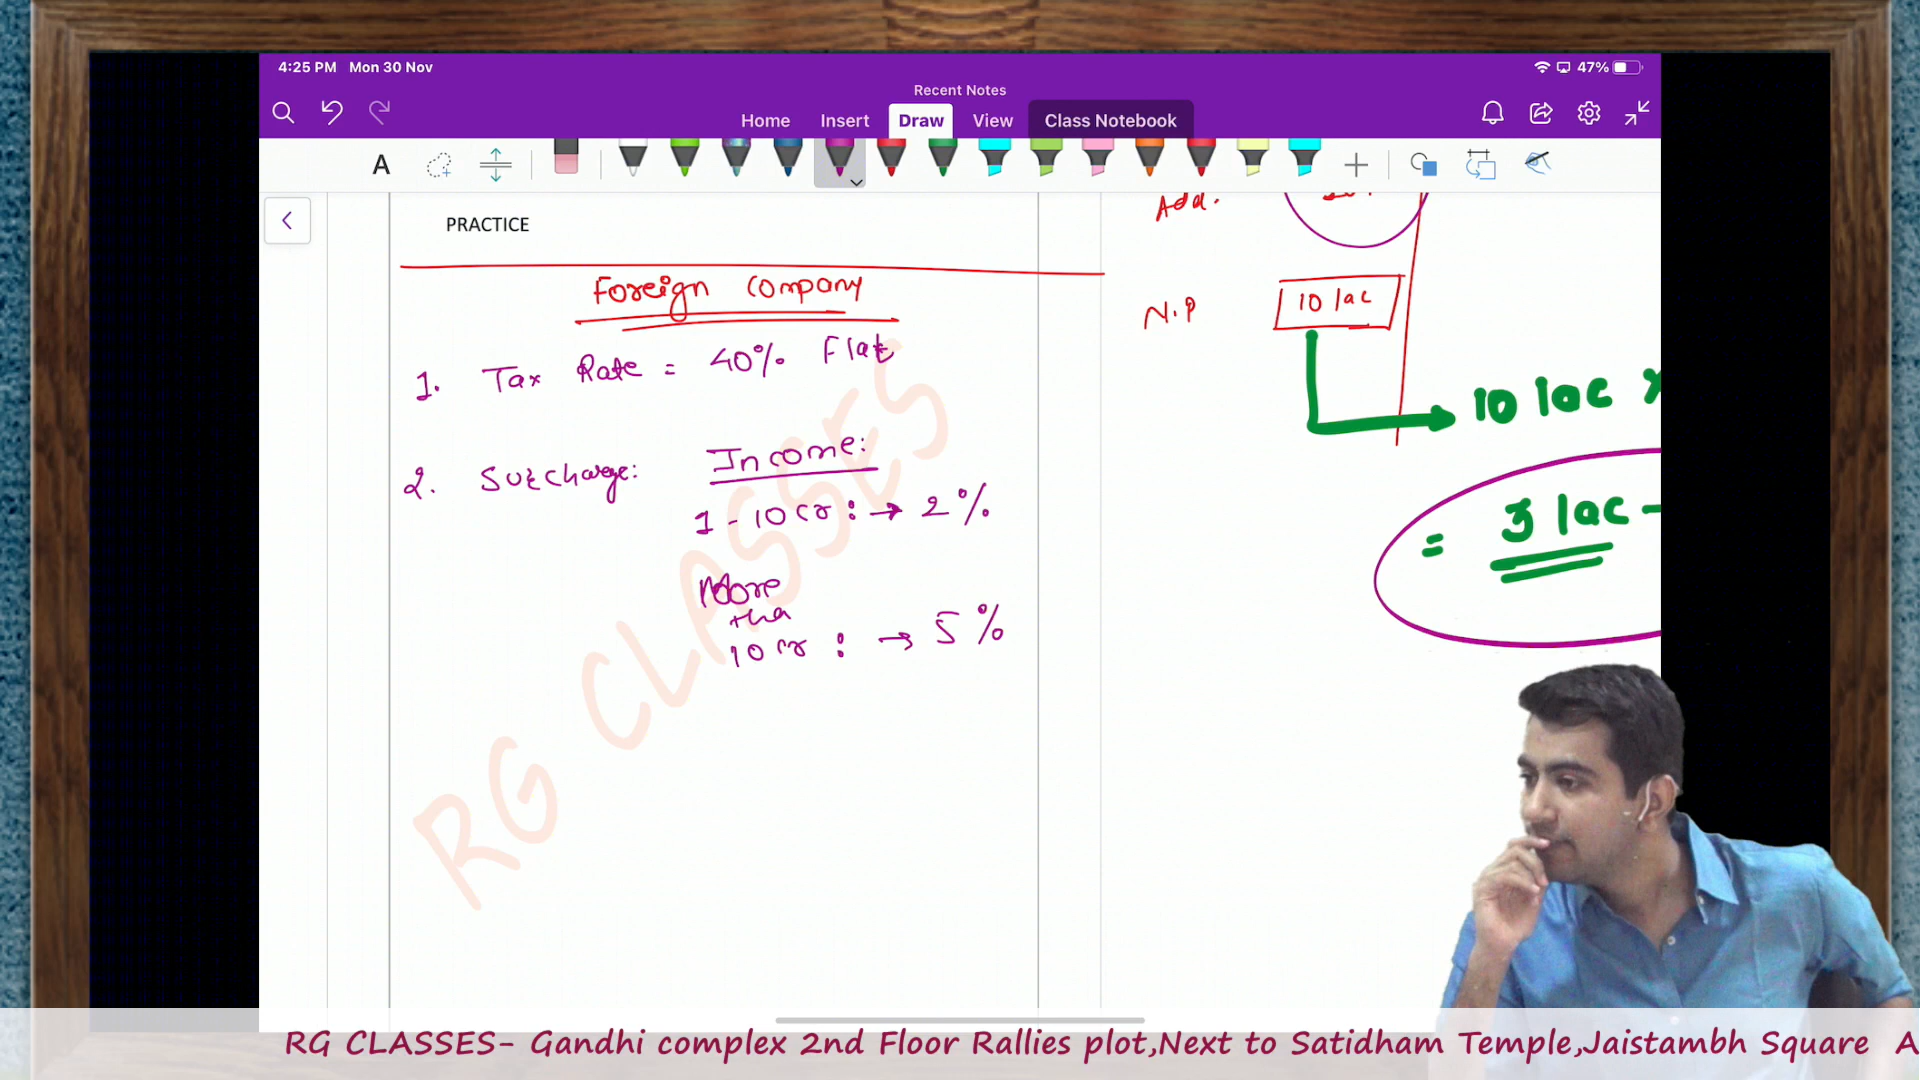 4:25 PM Mon 30 Nov
47%
Recent Notes
Home Insert Draw View Class Notebook
A
PRACTICE
Foreign Company
1. Tax Rate = 40% Flat
2. Surcharge: Income:
1 - 10 cr : → 2%
More
tha
10 cr : → 5%
Add.
N.P 10 lac
10 lac x
= 3 lac -
RG CLASSES
RG CLASSES- Gandhi complex 2nd Floor Rallies plot,Next to Satidham Temple,Jaistambh Square A